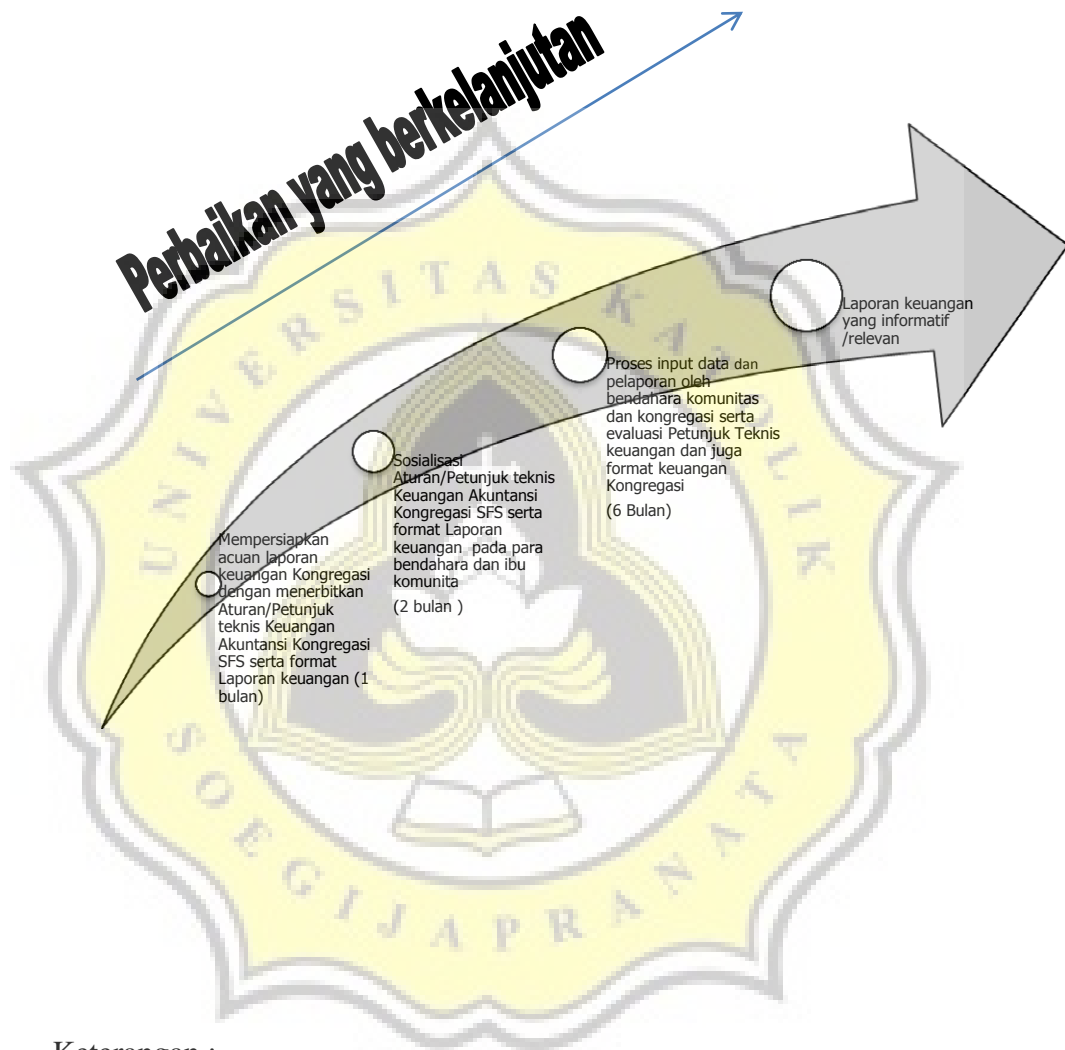 Perbaikan yang berkelanjutan
UNIVERSITAS KATOLIK
SOEGIJAPRANATA
Mempersiapkan
acuan laporan
keuangan Kongregasi
dengan menerbitkan
Aturan/Petunjuk
teknis Keuangan
Akuntansi Kongregasi
SFS serta format
Laporan keuangan (1
bulan)
Sosialisasi
Aturan/Petunjuk teknis
Keuangan Akuntansi
Kongregasi SFS serta
format Laporan
keuangan pada para
bendahara dan ibu
komunita
(2 bulan )
Proses input data dan
pelaporan oleh
bendahara komunitas
dan kongregasi serta
evaluasi Petunjuk Teknis
keuangan dan juga
format keuangan
Kongregasi
(6 Bulan)
Laporan keuangan
yang informatif
/relevan
Keterangan :